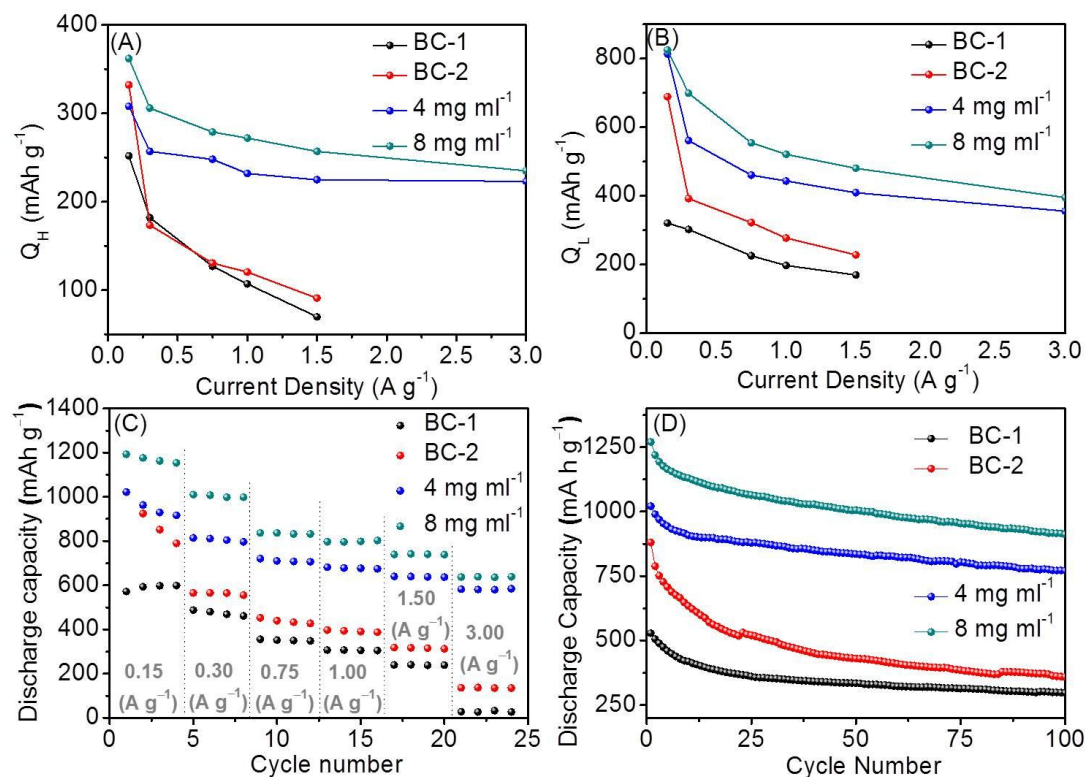 (A)
BC-1
BC-2
4 mg ml⁻¹
8 mg ml⁻¹
400
300
200
100
Q_H (mAh g⁻¹)
0.0 0.5 1.0 1.5 2.0 2.5 3.0
Current Density (A g⁻¹)
(B)
BC-1
BC-2
4 mg ml⁻¹
8 mg ml⁻¹
800
600
400
200
0
Q_L (mAh g⁻¹)
0.0 0.5 1.0 1.5 2.0 2.5 3.0
Current Density (A g⁻¹)
(C)
BC-1
BC-2
4 mg ml⁻¹
8 mg ml⁻¹
1400
1200
1000
800
600
400
200
0
Discharge capacity (mAh g⁻¹)
0.15
(A g⁻¹)
0.30
(A g⁻¹)
0.75
(A g⁻¹)
1.00
(A g⁻¹)
1.50
(A g⁻¹)
3.00
(A g⁻¹)
0 5 10 15 20 25
Cycle number
(D)
BC-1
BC-2
4 mg ml⁻¹
8 mg ml⁻¹
1250
1000
750
500
250
Discharge Capacity (mA h g⁻¹)
0 25 50 75 100
Cycle Number